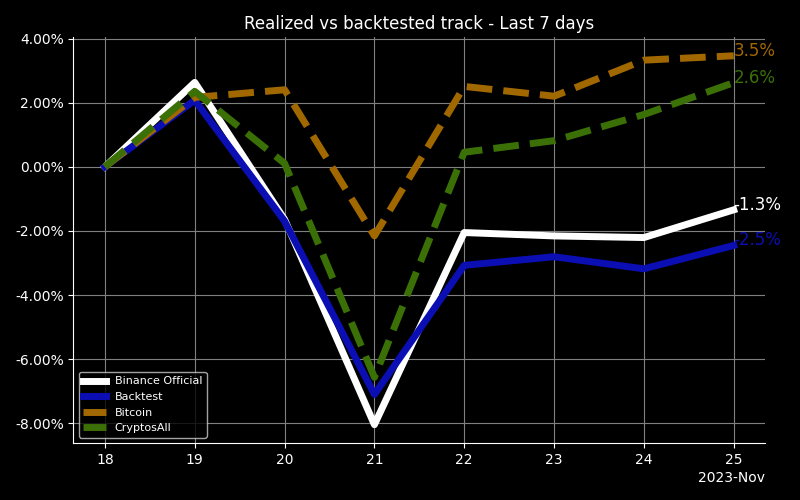 Realized vs backtested track - Last 7 days
4.00%
2.00%
0.00%
-2.00%
-4.00%
-6.00%
-8.00%
3.5%
2.6%
-1.3%
-2.5%
Binance Official
Backtest
Bitcoin
CryptosAll
18 19 20 21 22 23 24 25
2023-Nov